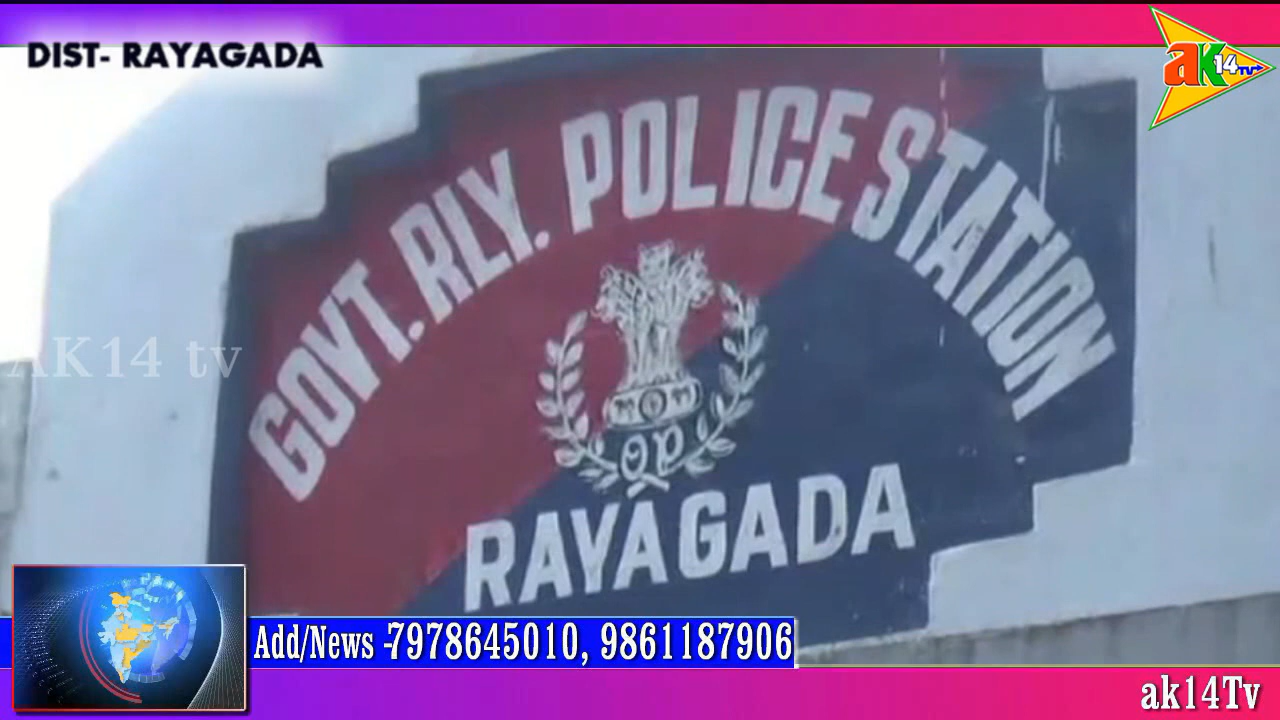 DIST- RAYAGADA
aK14TV
GOVT. RLY. POLICE STATION
AK14 tv
OP
RAYAGADA
Add/News -7978645010, 9861187906
ak14Tv